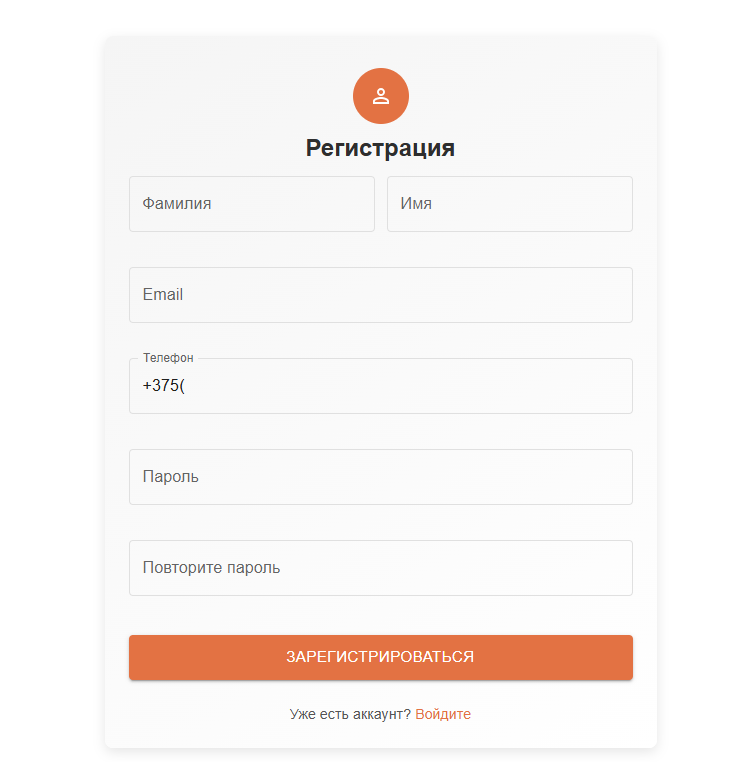 Регистрация
Фамилия Имя
Email
Телефон
+375(
Пароль
Повторите пароль
ЗАРЕГИСТРИРОВАТЬСЯ
Уже есть аккаунт? Войдите